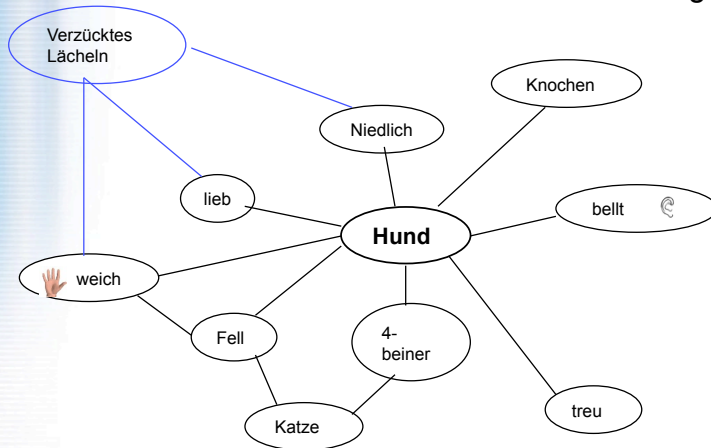 Verzücktes
Lächeln
Knochen
Niedlich
lieb
bellt
Hund
weich
Fell
4-
beiner
treu
Katze